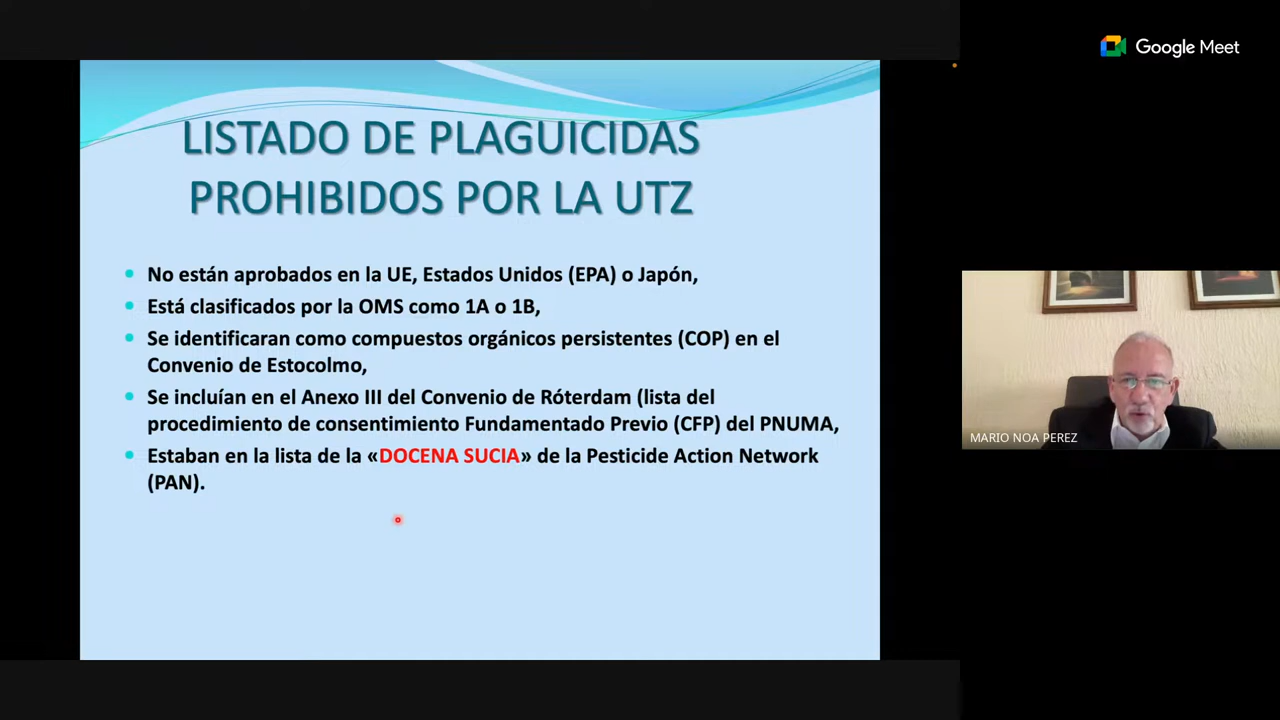 LISTADO DE PLAGUICIDAS
PROHIBIDOS POR LA UTZ
No están aprobados en la UE, Estados Unidos (EPA) o Japón,
Está clasificados por la OMS como 1A o 1B,
Se identificaran como compuestos orgánicos persistentes (COP) en el
Convenio de Estocolmo,
Se incluían en el Anexo III del Convenio de Róterdam (lista del
procedimiento de consentimiento Fundamentado Previo (CFP) del PNUMA,
Estaban en la lista de la «DOCENA SUCIA» de la Pesticide Action Network
(PAN).
Google Meet
MARIO NOA PEREZ